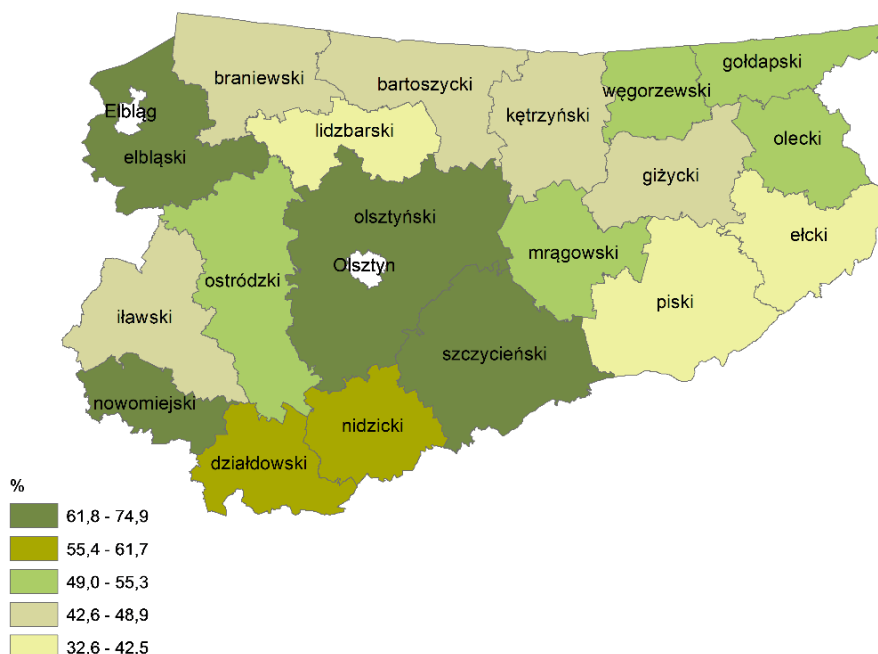 gołdapski
braniewski
bartoszycki
węgorzewski
Elbląg
kętrzyński
lidzbarski
olecki
elbląski
giżycki
olsztyński
ełcki
mrągowski
Olsztyn
ostródzki
piski
iławski
szczycieński
nowomiejski
nidzicki
działdowski
%
61,8 - 74,9
55,4 - 61,7
49,0 - 55,3
42,6 - 48,9
32,6 - 42,5